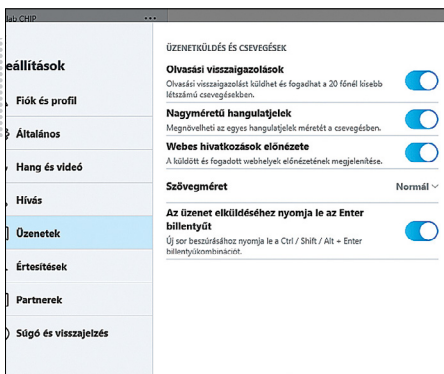 lab CHIP
ÜZENETKÜLDÉS ÉS CSEVEGÉSEK
eállítások
Olvasási visszaigazolások
Olvasási visszaigazolást küldhet és fogadhat a 20 főnél kisebb
létszámú csevegésekben.
Fiók és profil
Nagyméretű hangulatjelek
Megnövelheti az egyes hangulatjelek méretét a csevegésben.
Általános
Webes hivatkozások előnézete
A küldött és fogadott webhelyek előnézetének megjelenítése.
Hang és videó
Szövegméret
Normál
Hívás
Az üzenet elküldéséhez nyomja le az Enter
billentyűt
Új sor beszúrásához nyomja le a Ctrl / Shift / Alt + Enter
billentyűkombinációt.
Üzenetek
Értesítések
Partnerek
Súgó és visszajelzés